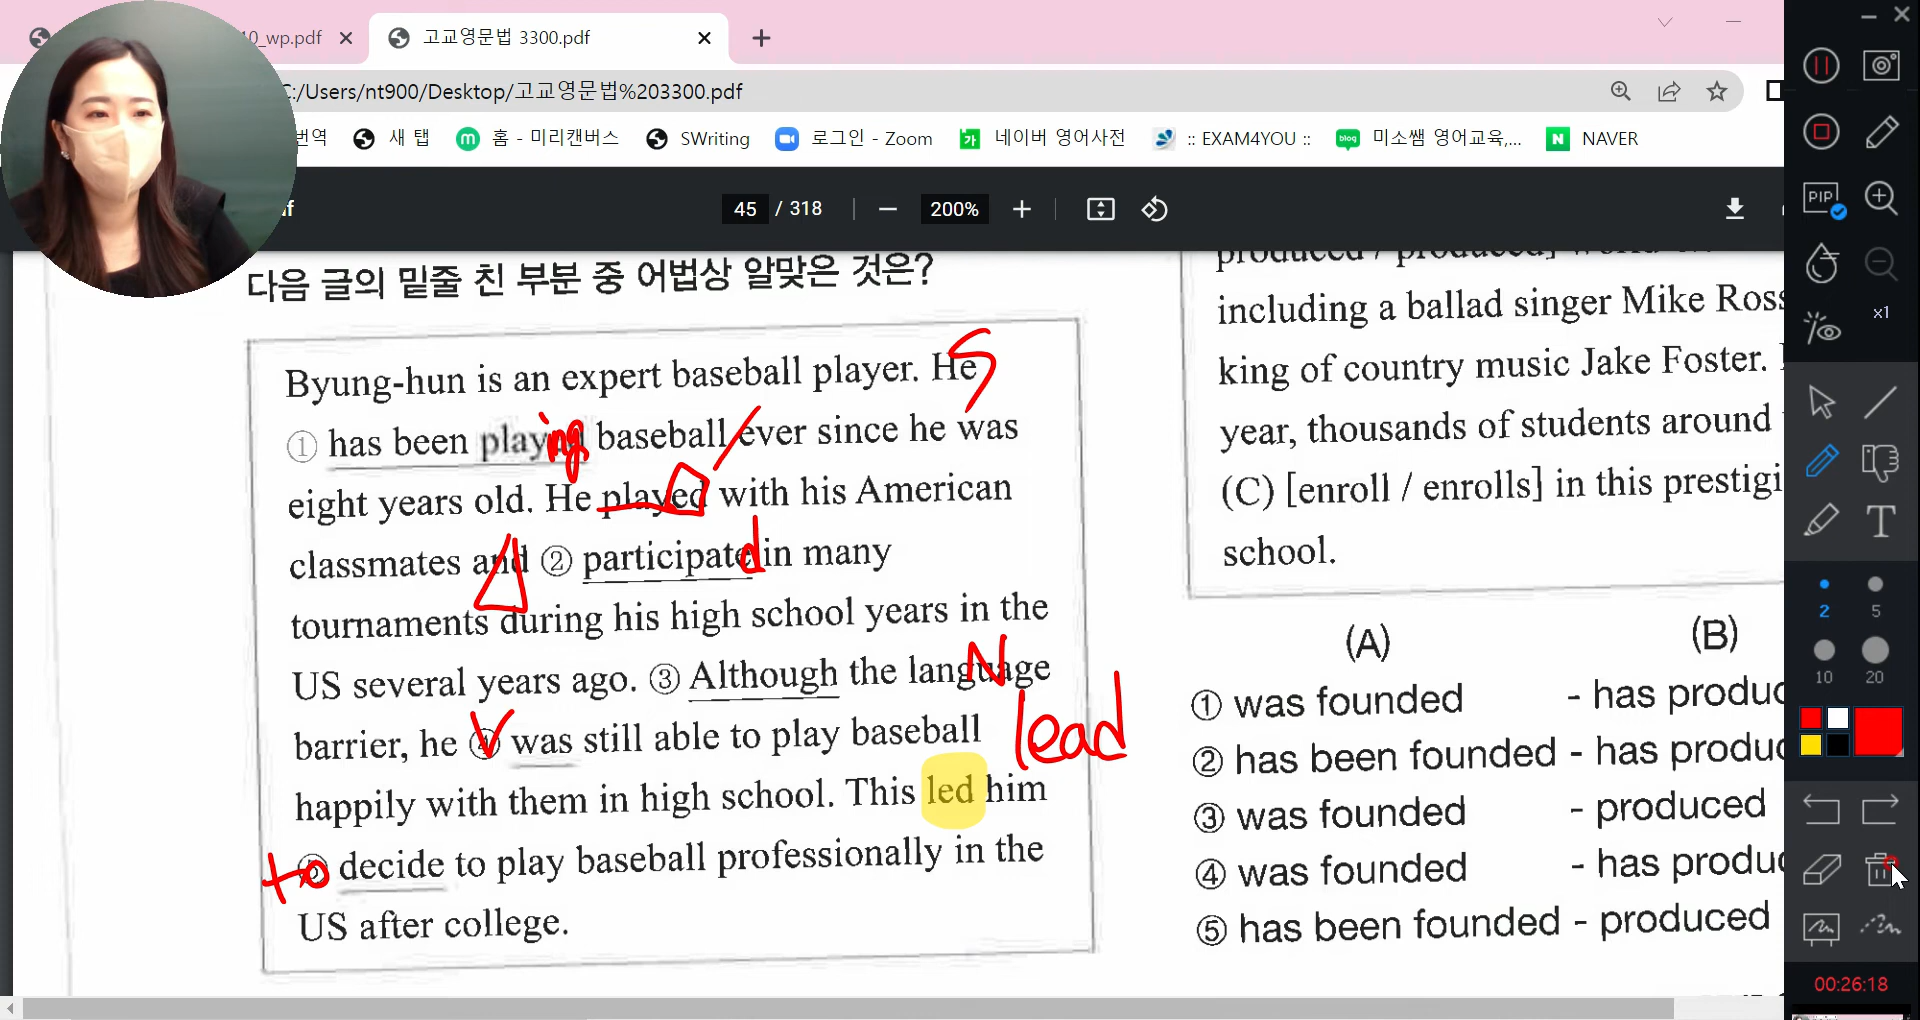 10_wp.pdf
고교영문법 3300.pdf
C:/Users/nt900/Desktop/고교영문법%203300.pdf
번역 새 탭 홈 - 미리캔버스 SWriting 로그인 - Zoom 네이버 영어사전 :: EXAM4YOU :: 미소쌤 영어교육,... NAVER
45 / 318 200%
다음 글의 밑줄 친 부분 중 어법상 알맞은 것은?
Byung-hun is an expert baseball player. He
① has been playing baseball ever since he was
eight years old. He played with his American
classmates and ② participated in many
tournaments during his high school years in the
US several years ago. ③ Although the language
barrier, he ④ was still able to play baseball
happily with them in high school. This led him
⑤ decide to play baseball professionally in the
US after college.
S
N
V
lead
to
produced / produced]
including a ballad singer Mike Ross
king of country music Jake Foster.
year, thousands of students around
(C) [enroll / enrolls] in this prestigi
school.
(A) (B)
① was founded - has produc
② has been founded - has produc
③ was founded - produced
④ was founded - has produc
⑤ has been founded - produced
PIP
x1
T
2 5
10 20
00:26:18